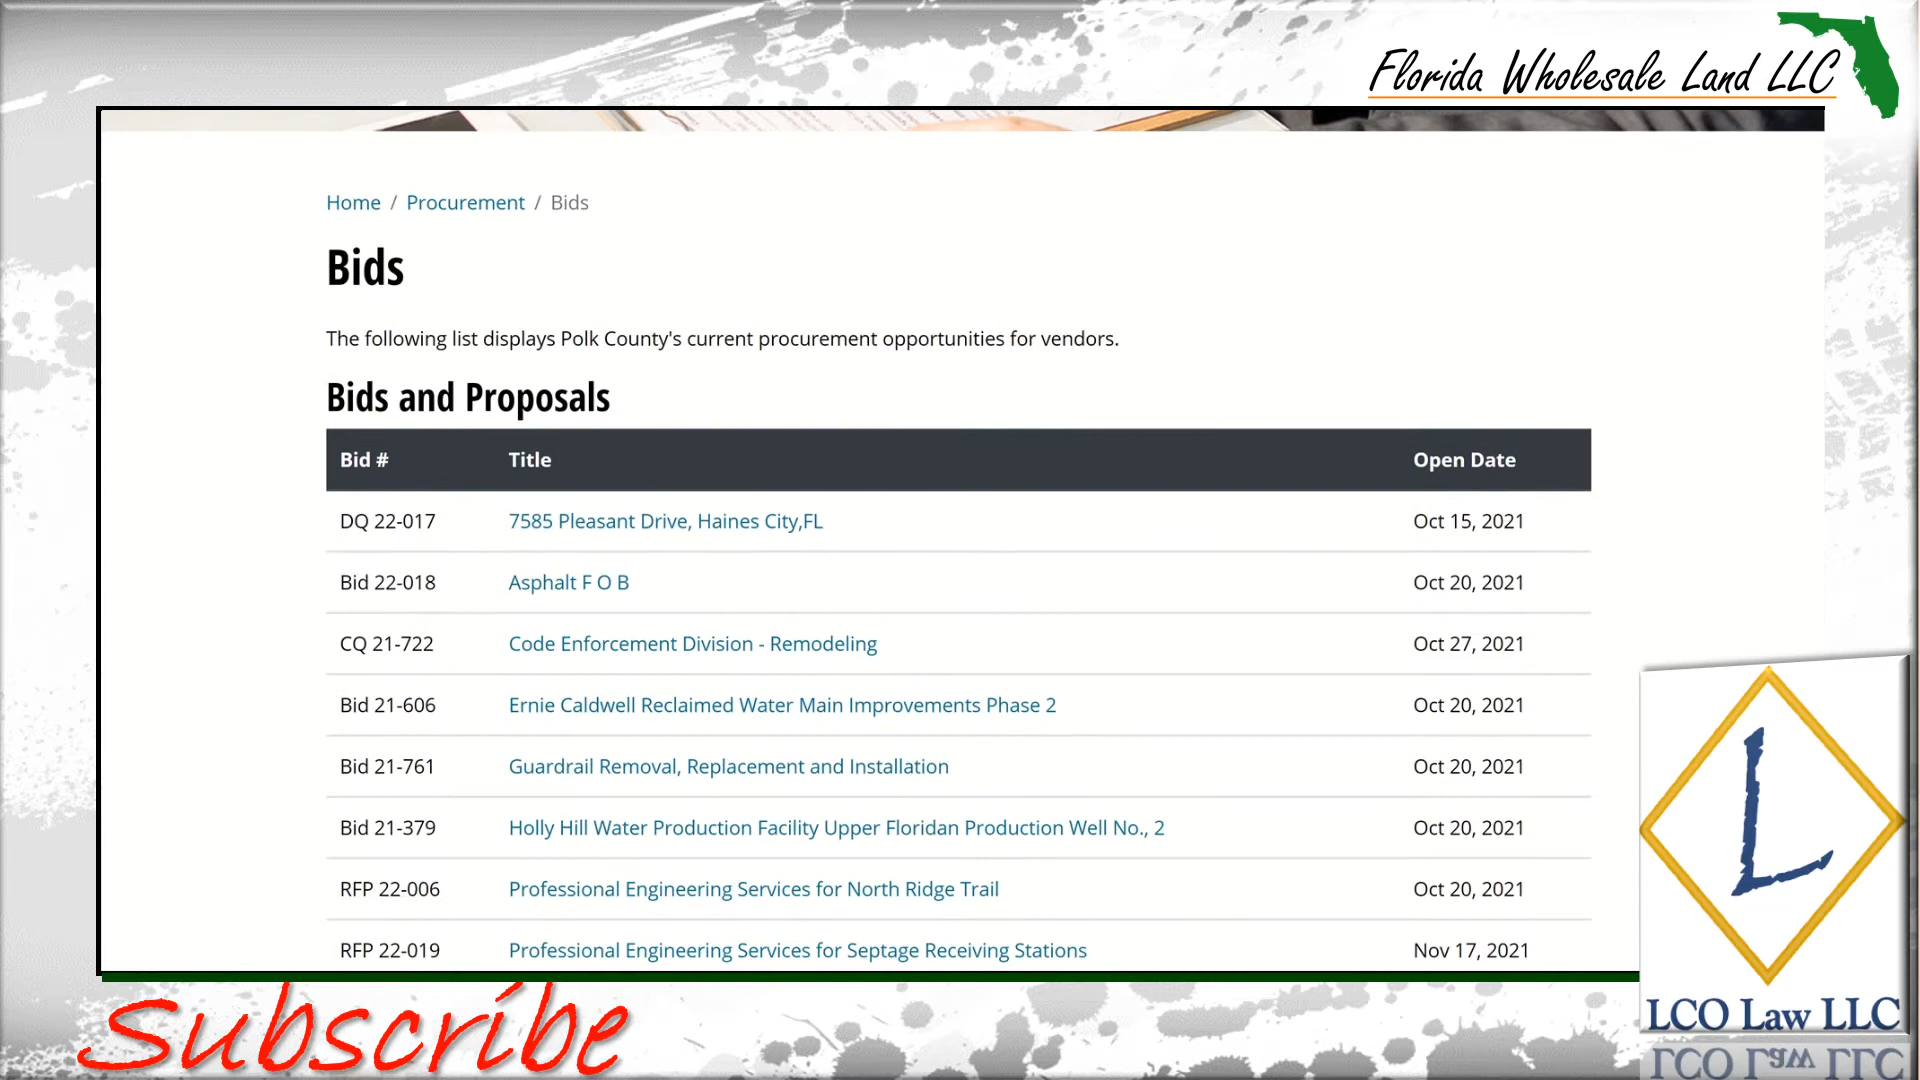 Florida Wholesale Land LLC
Home / Procurement / Bids
Bids
The following list displays Polk County's current procurement opportunities for vendors.
Bids and Proposals
Bid # Title Open Date
DQ 22-017 7585 Pleasant Drive, Haines City,FL Oct 15, 2021
Bid 22-018 Asphalt F O B Oct 20, 2021
CQ 21-722 Code Enforcement Division - Remodeling Oct 27, 2021
Bid 21-606 Ernie Caldwell Reclaimed Water Main Improvements Phase 2 Oct 20, 2021
Bid 21-761 Guardrail Removal, Replacement and Installation Oct 20, 2021
Bid 21-379 Holly Hill Water Production Facility Upper Floridan Production Well No., 2 Oct 20, 2021
RFP 22-006 Professional Engineering Services for North Ridge Trail Oct 20, 2021
RFP 22-019 Professional Engineering Services for Septage Receiving Stations Nov 17, 2021
L
LCO Law LLC
Subscribe